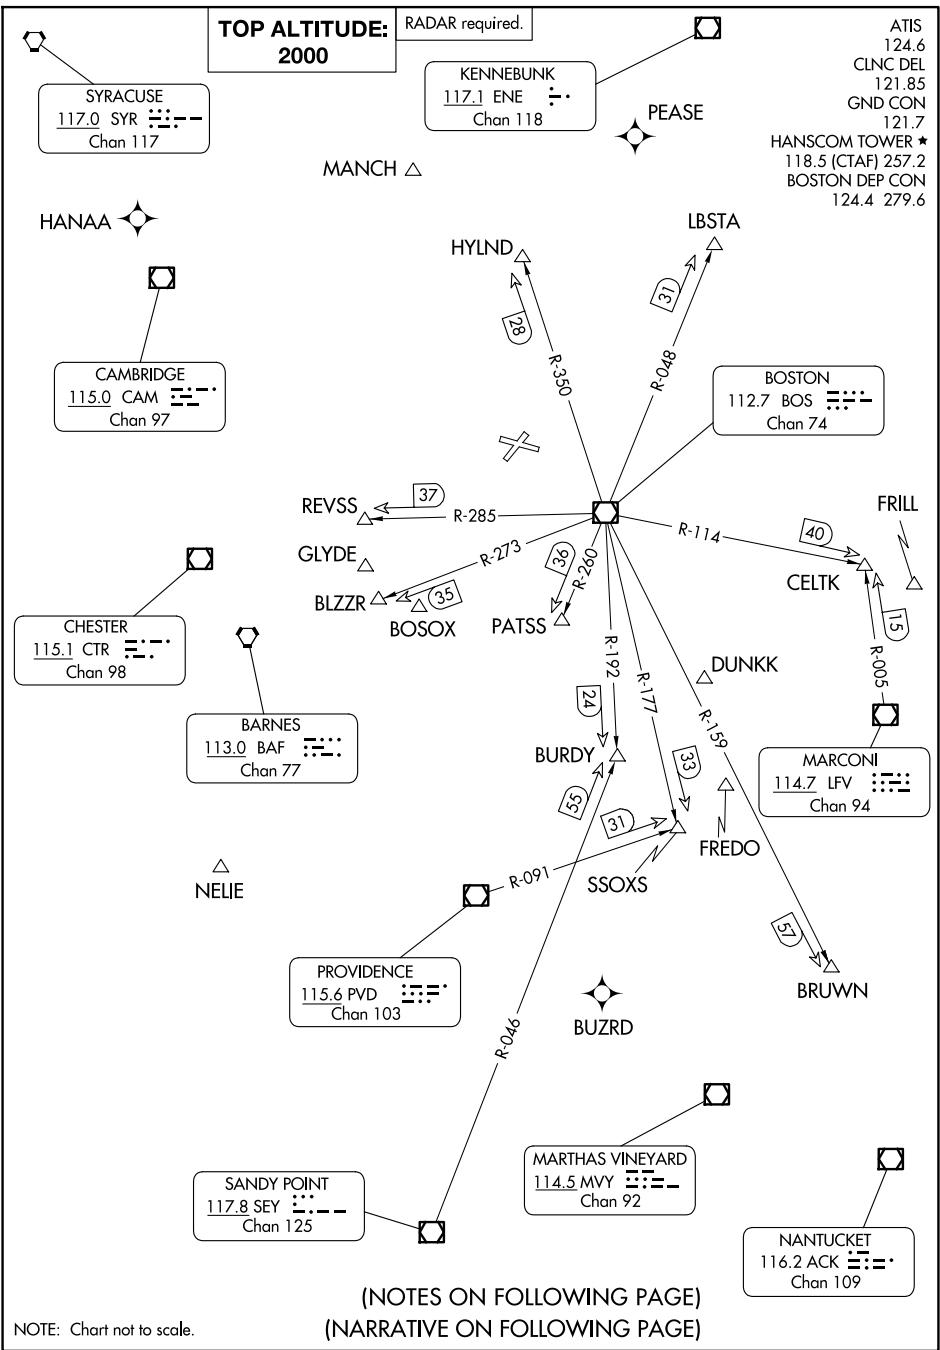 TOP ALTITUDE:
2000
RADAR required.
ATIS
124.6
CLNC DEL
121.85
GND CON
121.7
HANSCOM TOWER ★
118.5 (CTAF) 257.2
BOSTON DEP CON
124.4 279.6
SYRACUSE
117.0 SYR
Chan 117
KENNEBUNK
117.1 ENE
Chan 118
PEASE
MANCH
HANAA
HYLND
LBSTA
28
31
R-350
R-048
CAMBRIDGE
115.0 CAM
Chan 97
BOSTON
112.7 BOS
Chan 74
REVSS
37
R-285
GLYDE
R-273
BLZZR
35
BOSOX
36
R-260
PATSS
R-114
40
CELTK
FRILL
15
R-005
CHESTER
115.1 CTR
Chan 98
BARNES
113.0 BAF
Chan 77
R-192
R-177
DUNKK
R-159
24
BURDY
33
55
MARCONI
114.7 LFV
Chan 94
31
R-091
SSOXS
FREDO
NELIE
57
BRUWN
PROVIDENCE
115.6 PVD
Chan 103
BUZRD
R-046
MARTHAS VINEYARD
114.5 MVY
Chan 92
SANDY POINT
117.8 SEY
Chan 125
NANTUCKET
116.2 ACK
Chan 109
(NOTES ON FOLLOWING PAGE)
NOTE: Chart not to scale.
(NARRATIVE ON FOLLOWING PAGE)